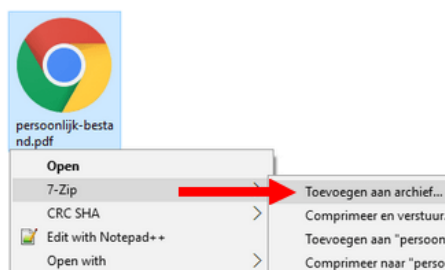 persoonlijk-besta
nd.pdf
Open
7-Zip
CRC SHA
Edit with Notepad++
Open with
Toevoegen aan archief...
Comprimeer en verstuur.
Toevoegen aan "persoon
Comprimeer naar "perso